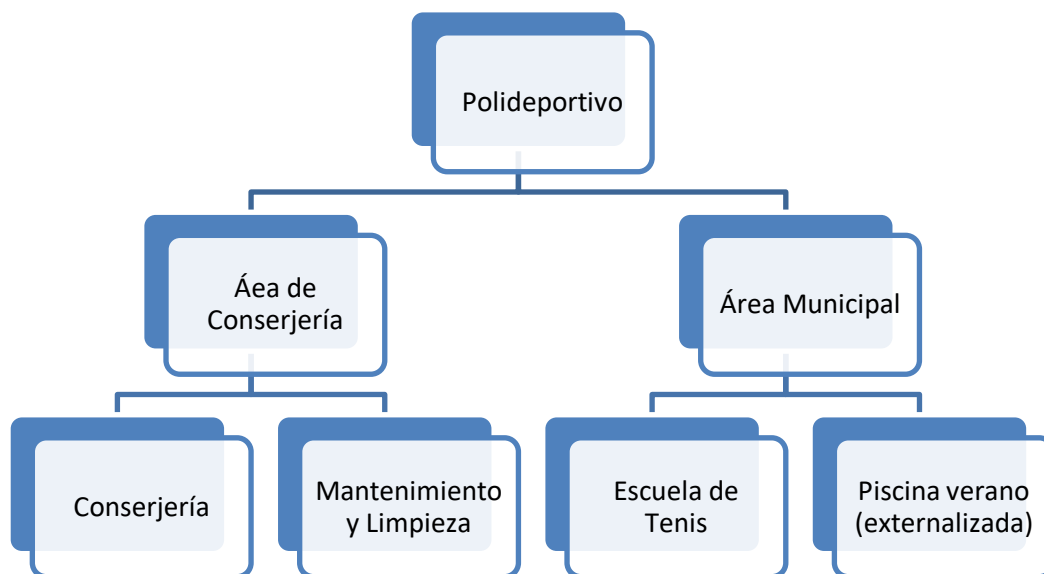 Polideportivo
Áea de
Conserjería
Área Municipal
Conserjería
Mantenimiento
y Limpieza
Escuela de
Tenis
Piscina verano
(externalizada)